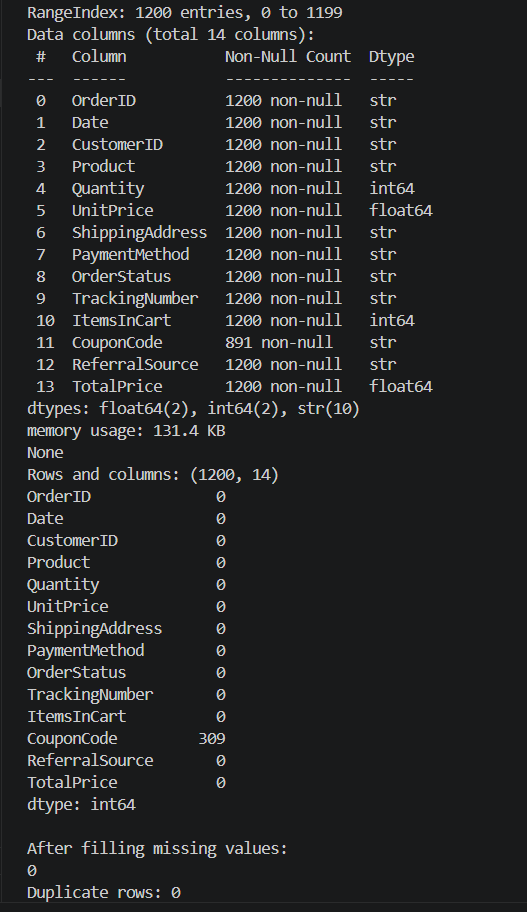 RangeIndex: 1200 entries, 0 to 1199
Data columns (total 14 columns):
 #   Column           Non-Null Count  Dtype
---  ------           --------------  -----
 0   OrderID          1200 non-null   str
 1   Date             1200 non-null   str
 2   CustomerID       1200 non-null   str
 3   Product          1200 non-null   str
 4   Quantity         1200 non-null   int64
 5   UnitPrice        1200 non-null   float64
 6   ShippingAddress  1200 non-null   str
 7   PaymentMethod    1200 non-null   str
 8   OrderStatus      1200 non-null   str
 9   TrackingNumber   1200 non-null   str
 10  ItemsInCart      1200 non-null   int64
 11  CouponCode       891 non-null    str
 12  ReferralSource   1200 non-null   str
 13  TotalPrice       1200 non-null   float64
dtypes: float64(2), int64(2), str(10)
memory usage: 131.4 KB
None
Rows and columns: (1200, 14)
OrderID              0
Date                 0
CustomerID           0
Product              0
Quantity             0
UnitPrice            0
ShippingAddress      0
PaymentMethod        0
OrderStatus          0
TrackingNumber       0
ItemsInCart          0
CouponCode         309
ReferralSource       0
TotalPrice           0
dtype: int64

After filling missing values:
0
Duplicate rows: 0